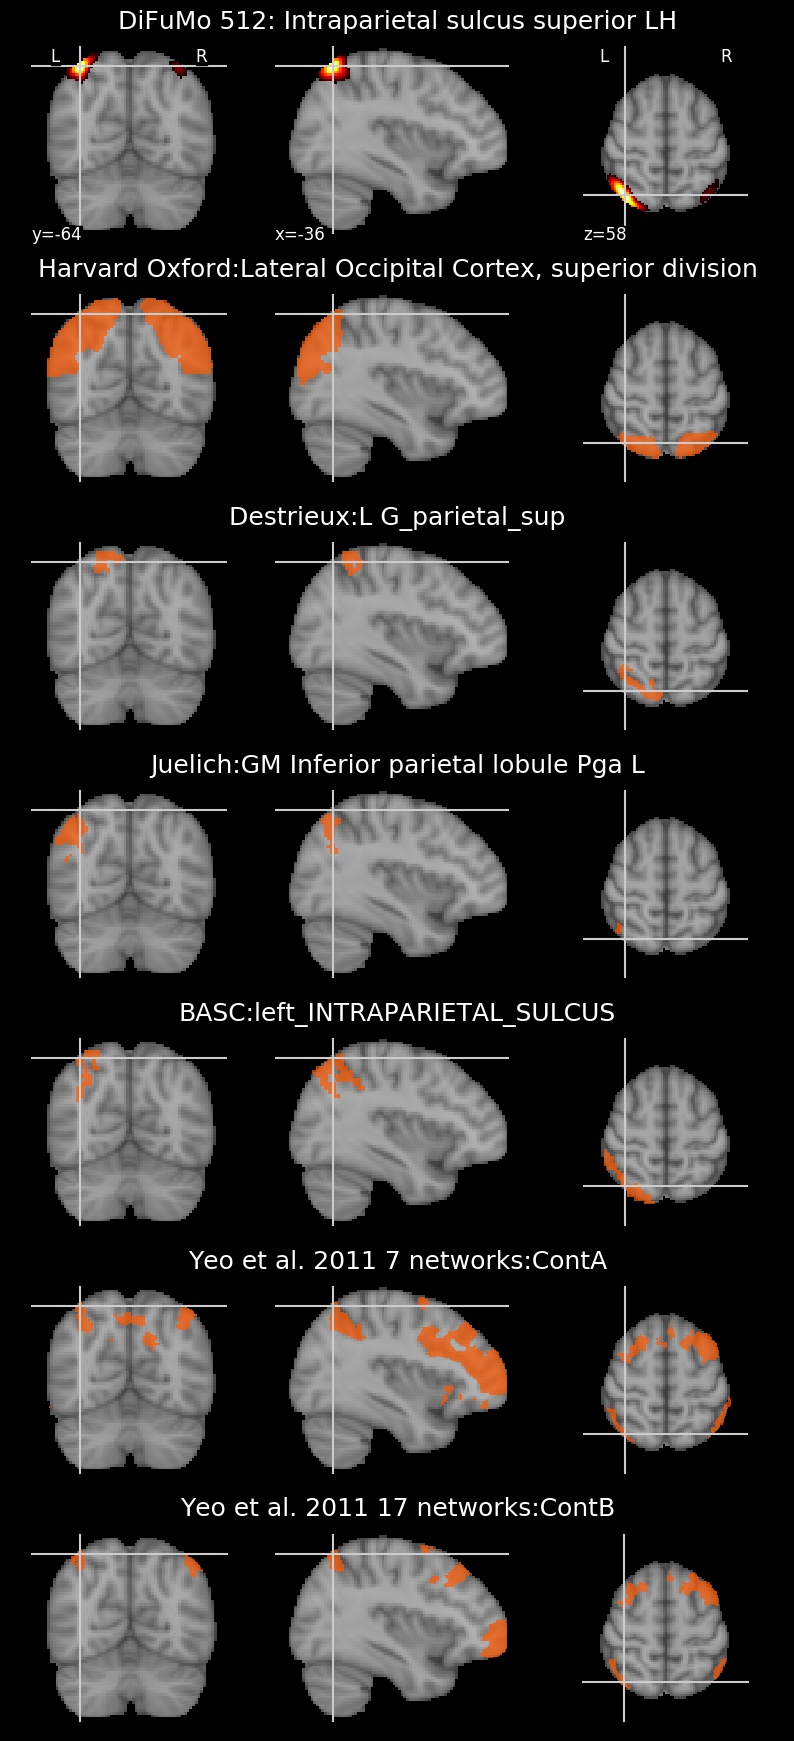 DiFuMo 512: Intraparietal sulcus superior LH
L R L R
y=-64 x=-36 z=58
Harvard Oxford:Lateral Occipital Cortex, superior division
Destrieux:L G_parietal_sup
Juelich:GM Inferior parietal lobule Pga L
BASC:left_INTRAPARIETAL_SULCUS
Yeo et al. 2011 7 networks:ContA
Yeo et al. 2011 17 networks:ContB